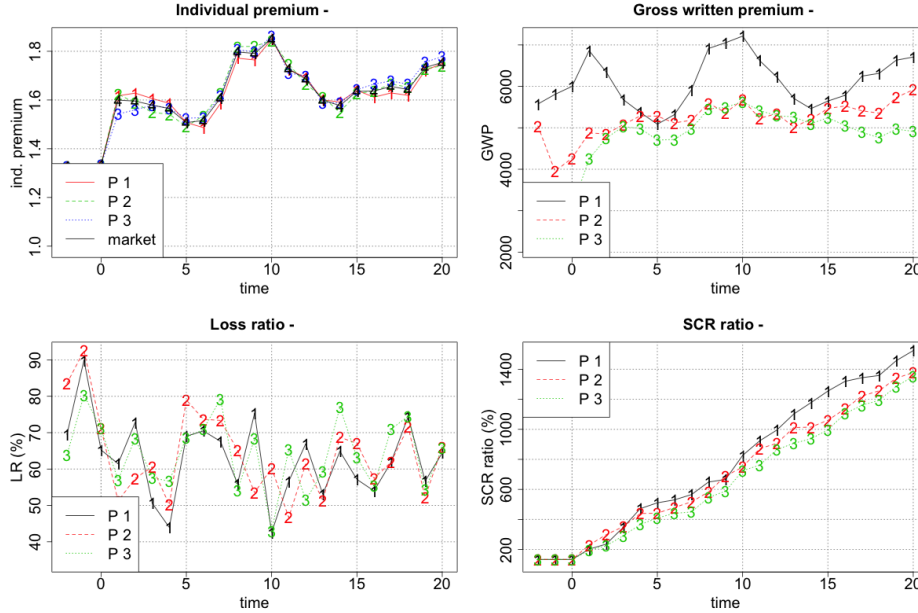 Individual premium -
ind. premium
1.0 1.2 1.4 1.6 1.8
P 1
P 2
P 3
market
0 5 10 15 20
time
Gross written premium -
GWP
2000 4000 6000
P 1
P 2
P 3
0 5 10 15 20
time
Loss ratio -
LR (%)
40 50 60 70 80 90
P 1
P 2
P 3
0 5 10 15 20
time
SCR ratio -
SCR ratio (%)
200 600 1000 1400
P 1
P 2
P 3
0 5 10 15 20
time